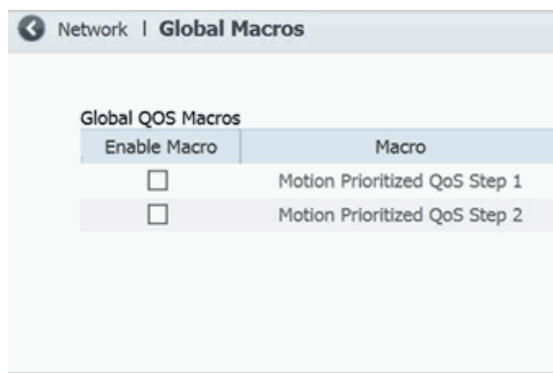 Network | Global Macros
Global QOS Macros
Enable Macro Macro
Motion Prioritized QoS Step 1
Motion Prioritized QoS Step 2